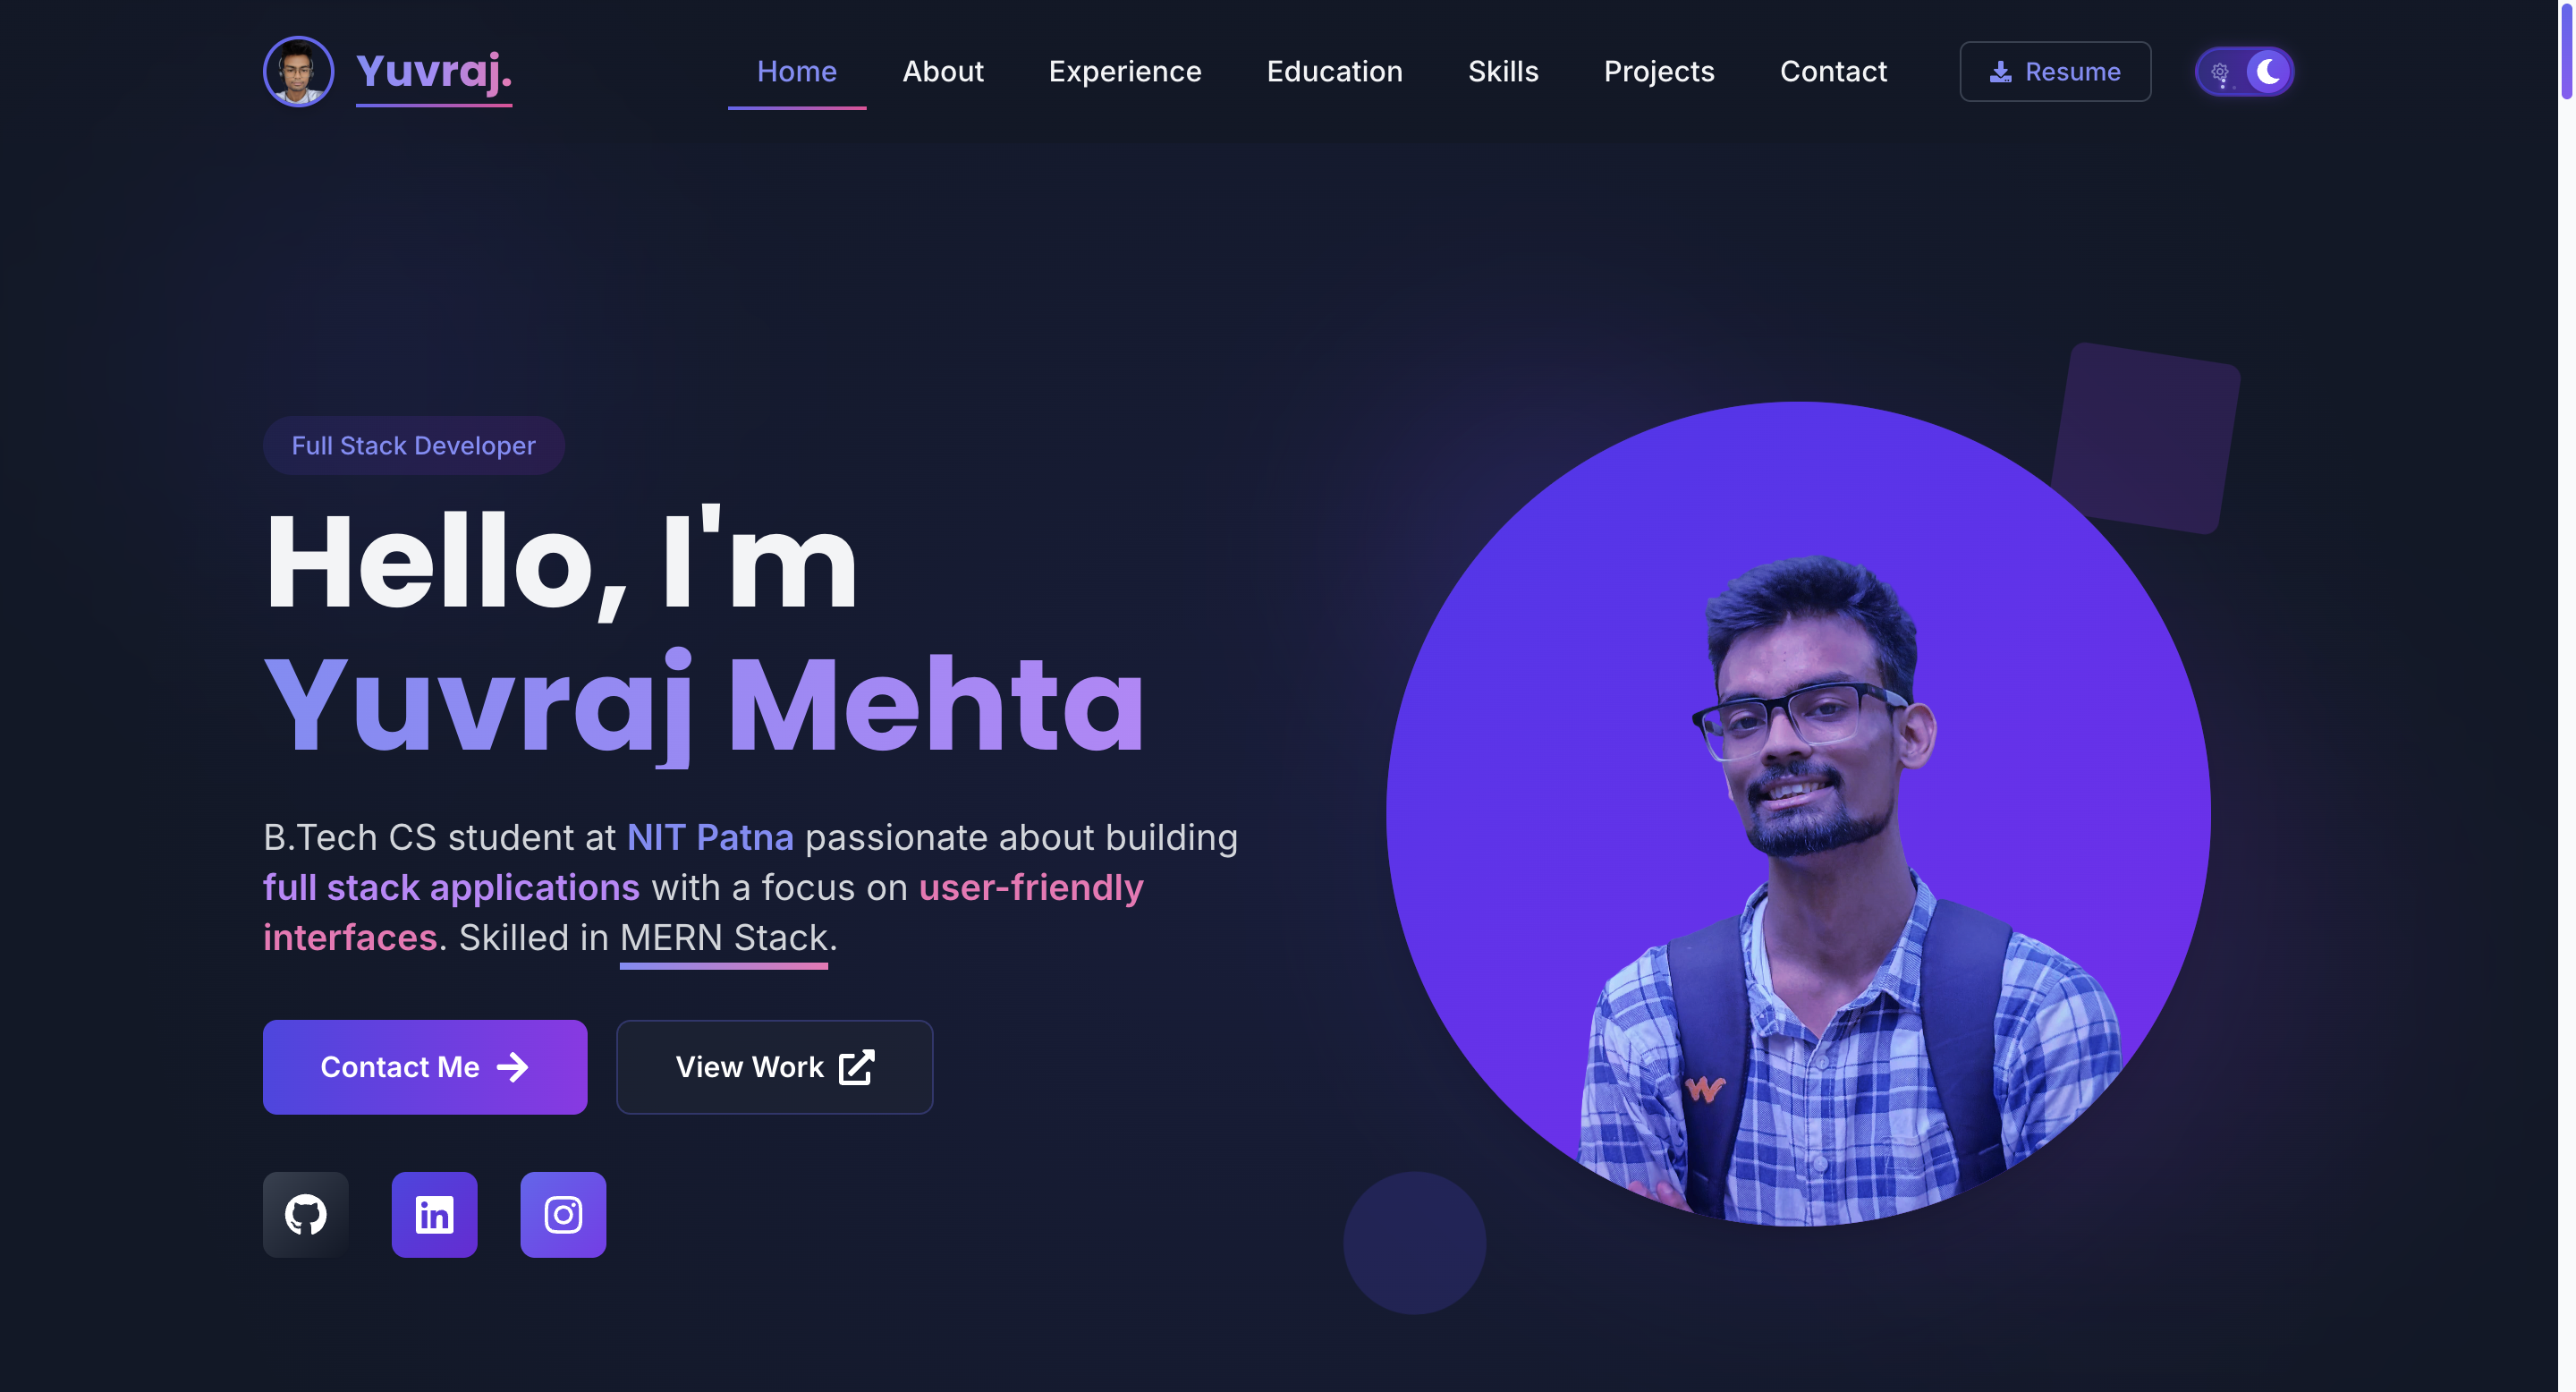 Yuvraj.
Home
About
Experience
Education
Skills
Projects
Contact
Resume
Full Stack Developer
Hello, I'm
Yuvraj Mehta
B.Tech CS student at NIT Patna passionate about building
full stack applications with a focus on user-friendly
interfaces. Skilled in MERN Stack.
Contact Me
View Work
in